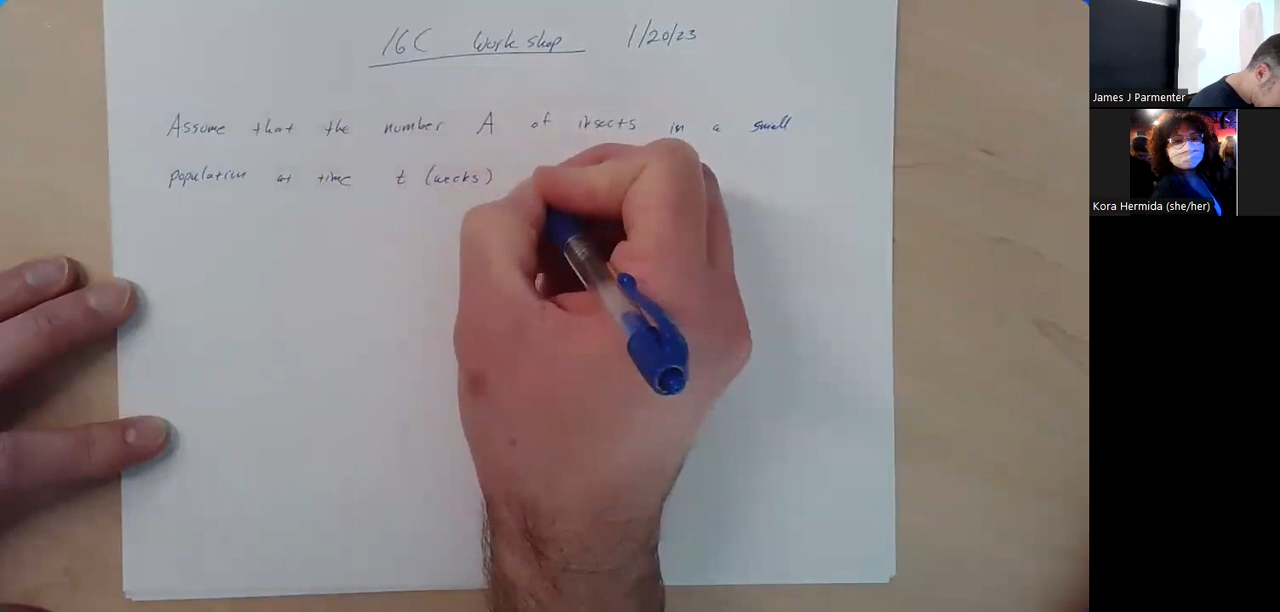 16C Workshop 1/20/23
James J Parmenter
Assume that the number A of insects in a small
population at time t (weeks)
Kora Hermida (she/her)